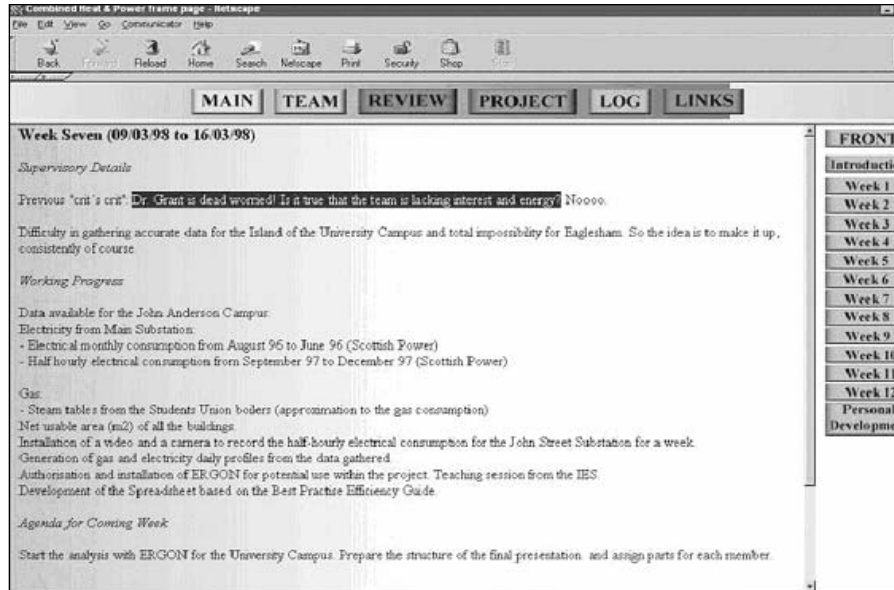 Combined Heat & Power frame page - Netscape
File Edit View Go Communicator Help
Back Forward Reload Home Search Netscape Print Security Shop Stop
MAIN TEAM REVIEW PROJECT LOG LINKS
Week Seven (09/03/98 to 16/03/98)
Supervisory Details
Previous "crit's crit": Dr. Grant is dead worried! Is it true that the team is lacking interest and energy? Noooo.
Difficulty in gathering accurate data for the Island of the University Campus and total impossibility for Eaglesham. So the idea is to make it up,
consistently of course.
Working Progress
Data available for the John Anderson Campus:
Electricity from Main Substation:
- Electrical monthly consumption from August 96 to June 96 (Scottish Power)
- Half hourly electrical consumption from September 97 to December 97 (Scottish Power)
Gas:
- Steam tables from the Students Union boilers (approximation to the gas consumption)
Net usable area (m2) of all the buildings.
Installation of a video and a camera to record the half-hourly electrical consumption for the John Street Substation for a week.
Generation of gas and electricity daily profiles from the data gathered.
Authorisation and installation of ERGON for potential use within the project. Teaching session from the IES.
Development of the Spreadsheet based on the Best Practise Efficiency Guide.
Agenda for Coming Week
Start the analysis with ERGON for the University Campus. Prepare the structure of the final presentation. and assign parts for each member.
FRONT
Introducti
Week 1
Week 2
Week 3
Week 4
Week 5
Week 6
Week 7
Week 8
Week 9
Week 10
Week 11
Week 12
Personal
Developme